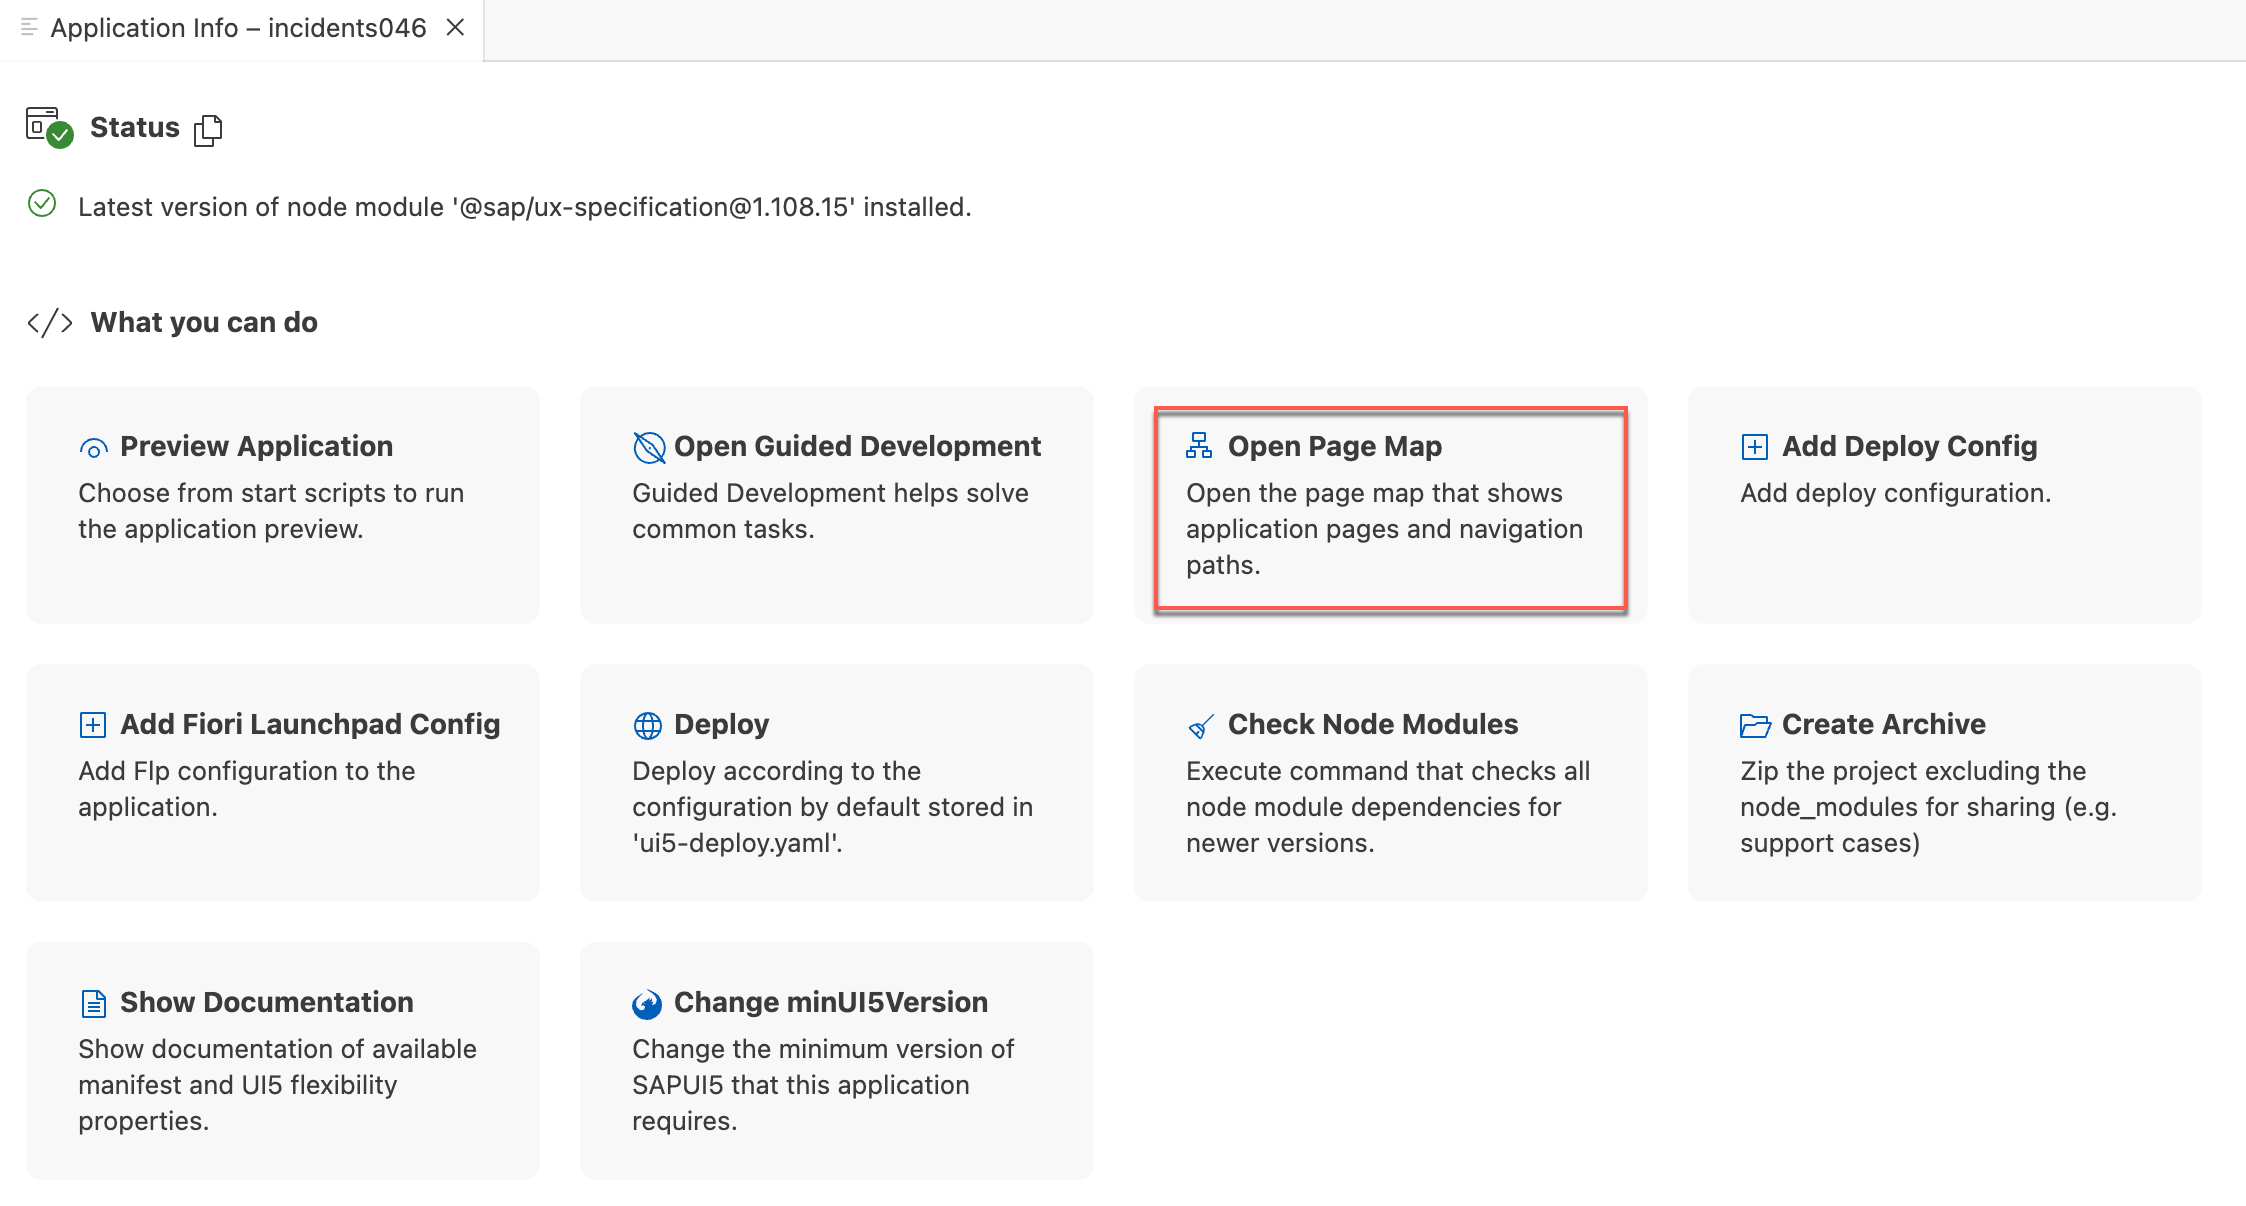 Application Info – incidents046
Status
Latest version of node module '@sap/ux-specification@1.108.15' installed.
What you can do
Preview Application
Choose from start scripts to run
the application preview.
Open Guided Development
Guided Development helps solve
common tasks.
Open Page Map
Open the page map that shows
application pages and navigation
paths.
Add Deploy Config
Add deploy configuration.
Add Fiori Launchpad Config
Add Flp configuration to the
application.
Deploy
Deploy according to the
configuration by default stored in
'ui5-deploy.yaml'.
Check Node Modules
Execute command that checks all
node module dependencies for
newer versions.
Create Archive
Zip the project excluding the
node_modules for sharing (e.g.
support cases)
Show Documentation
Show documentation of available
manifest and UI5 flexibility
properties.
Change minUI5Version
Change the minimum version of
SAPUI5 that this application
requires.